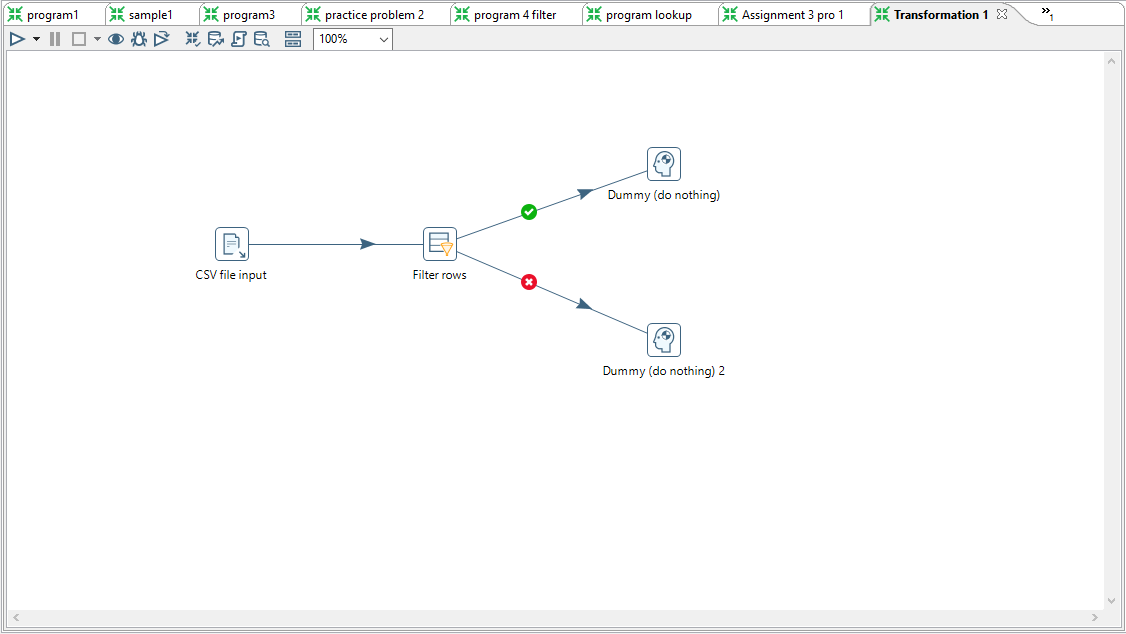 program1
sample1
program3
practice problem 2
program 4 filter
program lookup
Assignment 3 pro 1
Transformation 1
»1
100%
Dummy (do nothing)
CSV file input
Filter rows
Dummy (do nothing) 2